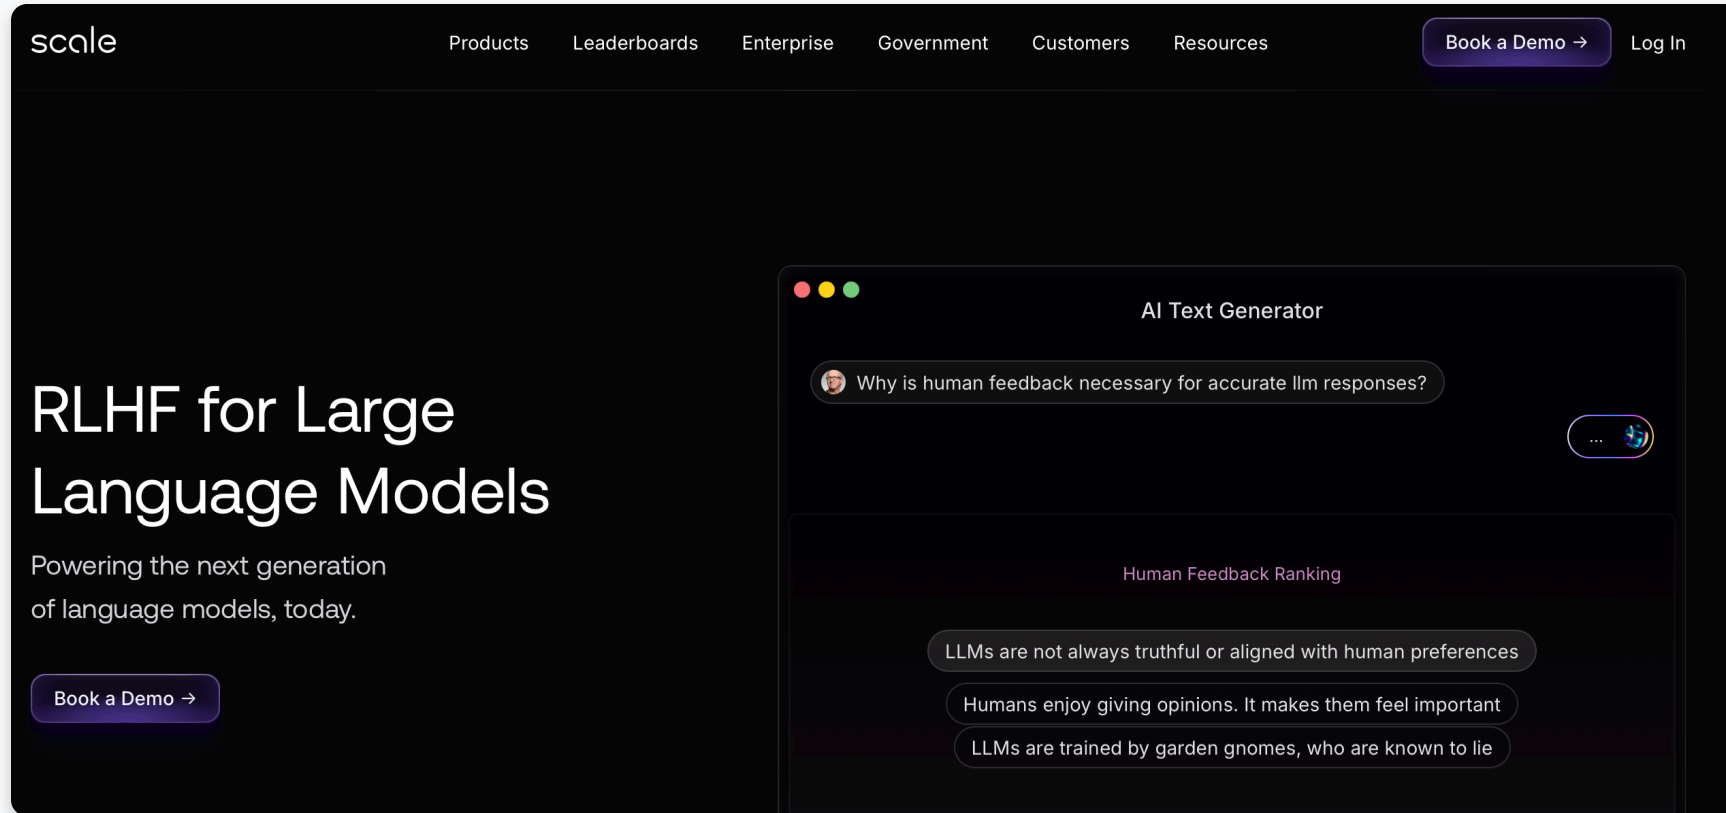 scale
Products
Leaderboards
Enterprise
Government
Customers
Resources
Book a Demo →
Log In
RLHF for Large
Language Models
Powering the next generation
of language models, today.
Book a Demo →
AI Text Generator
Why is human feedback necessary for accurate llm responses?
...
Human Feedback Ranking
LLMs are not always truthful or aligned with human preferences
Humans enjoy giving opinions. It makes them feel important
LLMs are trained by garden gnomes, who are known to lie